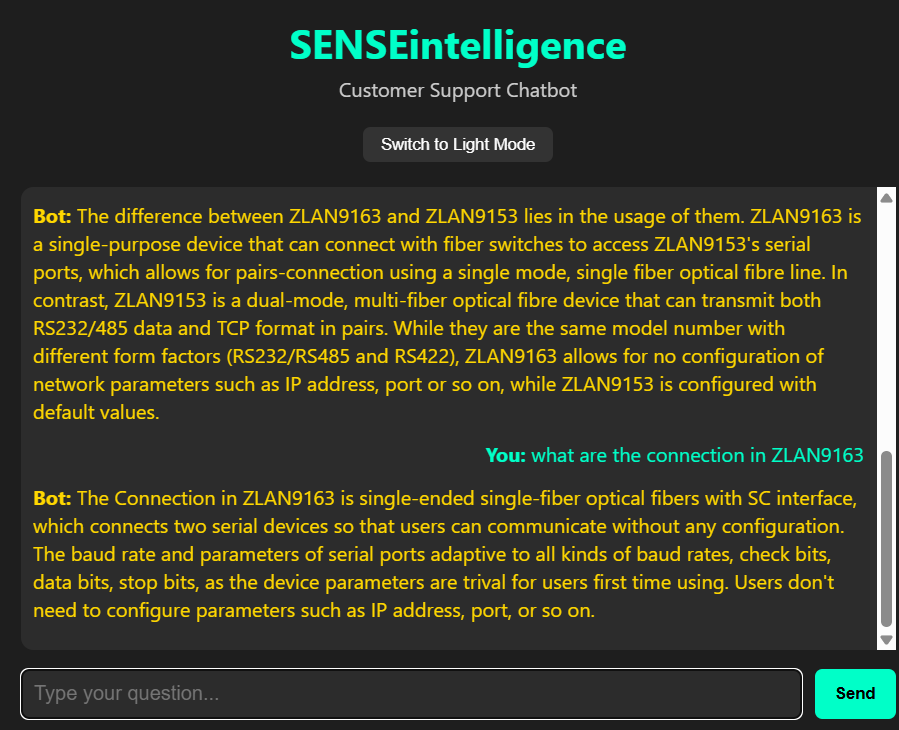 SENSEintelligence
Customer Support Chatbot
Switch to Light Mode
Bot: The difference between ZLAN9163 and ZLAN9153 lies in the usage of them. ZLAN9163 is
a single-purpose device that can connect with fiber switches to access ZLAN9153's serial
ports, which allows for pairs-connection using a single mode, single fiber optical fibre line. In
contrast, ZLAN9153 is a dual-mode, multi-fiber optical fibre device that can transmit both
RS232/485 data and TCP format in pairs. While they are the same model number with
different form factors (RS232/RS485 and RS422), ZLAN9163 allows for no configuration of
network parameters such as IP address, port or so on, while ZLAN9153 is configured with
default values.
You: what are the connection in ZLAN9163
Bot: The Connection in ZLAN9163 is single-ended single-fiber optical fibers with SC interface,
which connects two serial devices so that users can communicate without any configuration.
The baud rate and parameters of serial ports adaptive to all kinds of baud rates, check bits,
data bits, stop bits, as the device parameters are trival for users first time using. Users don't
need to configure parameters such as IP address, port, or so on.
Type your question...
Send